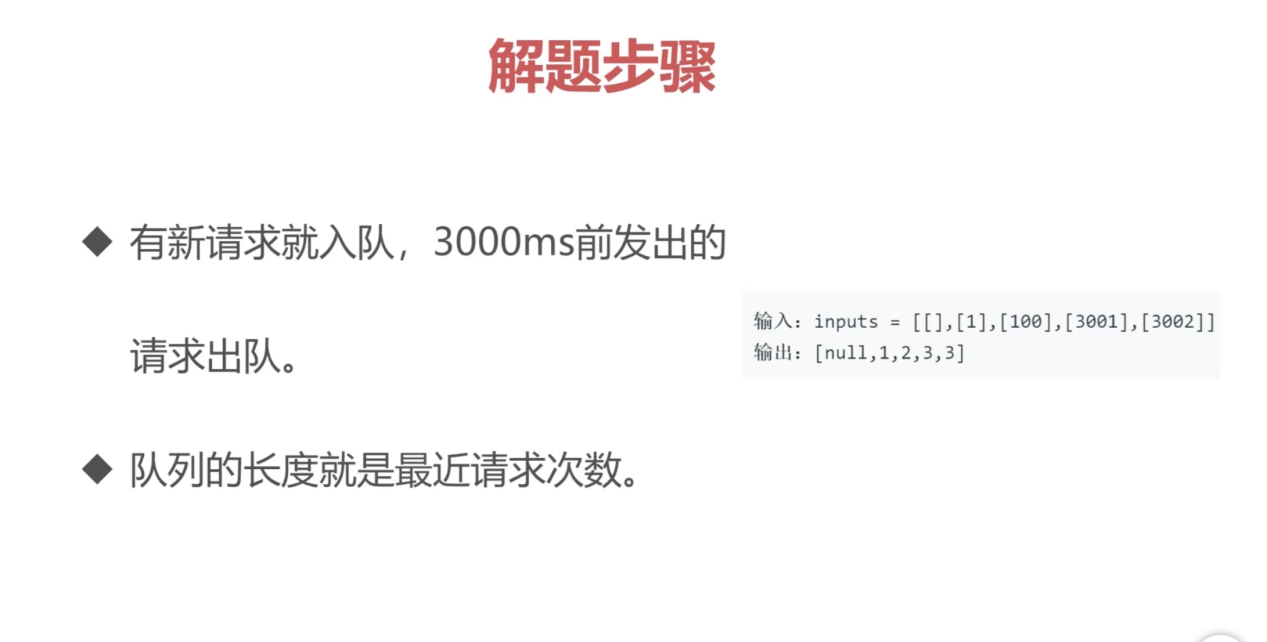 解题步骤
◆ 有新请求就入队，3000ms前发出的
请求出队。
输入：inputs = [[],[1],[100],[3001],[3002]]
输出：[null,1,2,3,3]
◆ 队列的长度就是最近请求次数。